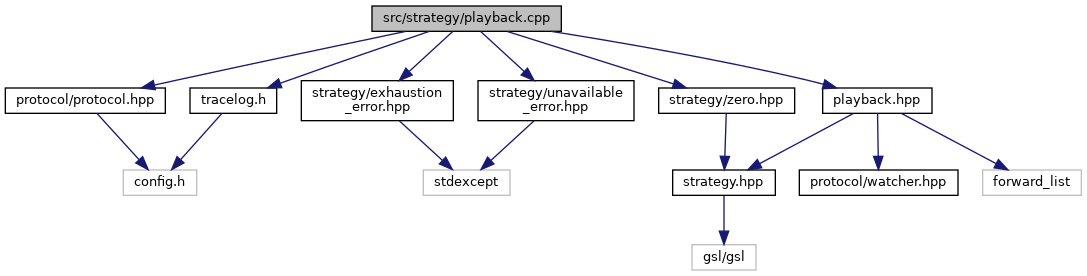 src/strategy/playback.cpp
protocol/protocol.hpp
tracelog.h
strategy/exhaustion
_error.hpp
strategy/unavailable
_error.hpp
strategy/zero.hpp
playback.hpp
config.h
stdexcept
strategy.hpp
protocol/watcher.hpp
forward_list
gsl/gsl